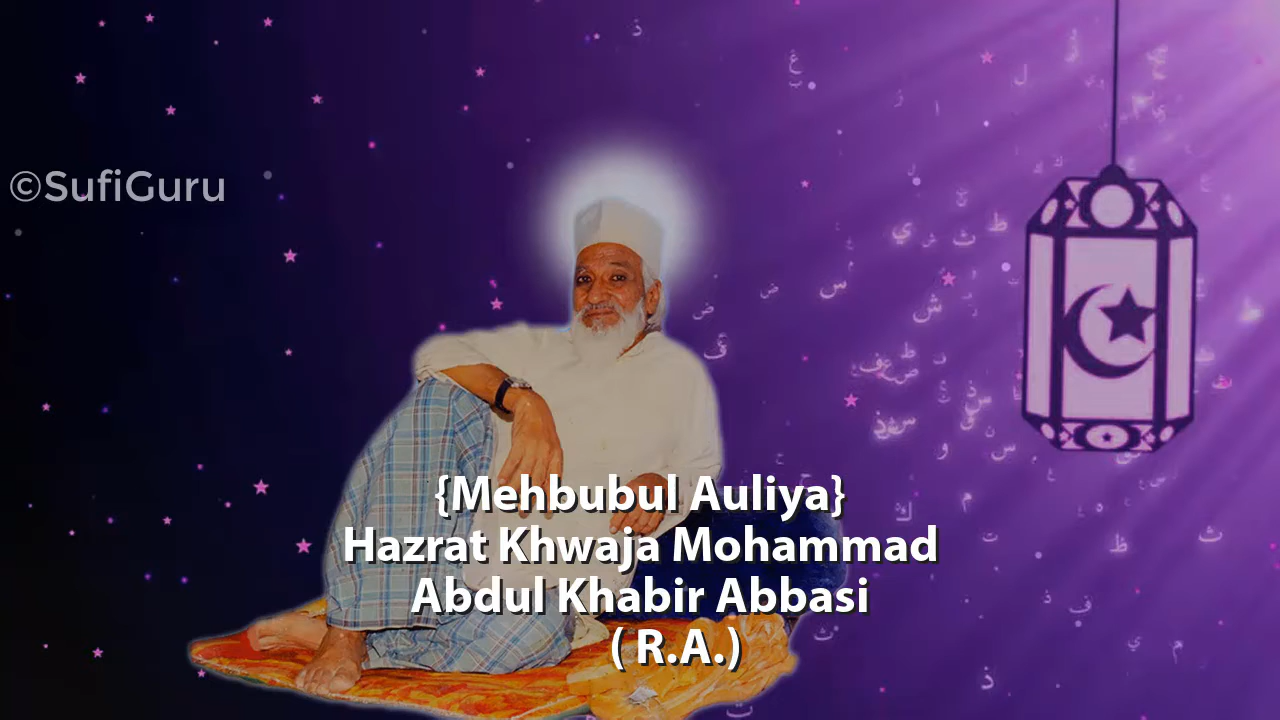 ©SufiGuru
{Mehbubul Auliya}
Hazrat Khwaja Mohammad
Abdul Khabir Abbasi
( R.A.)